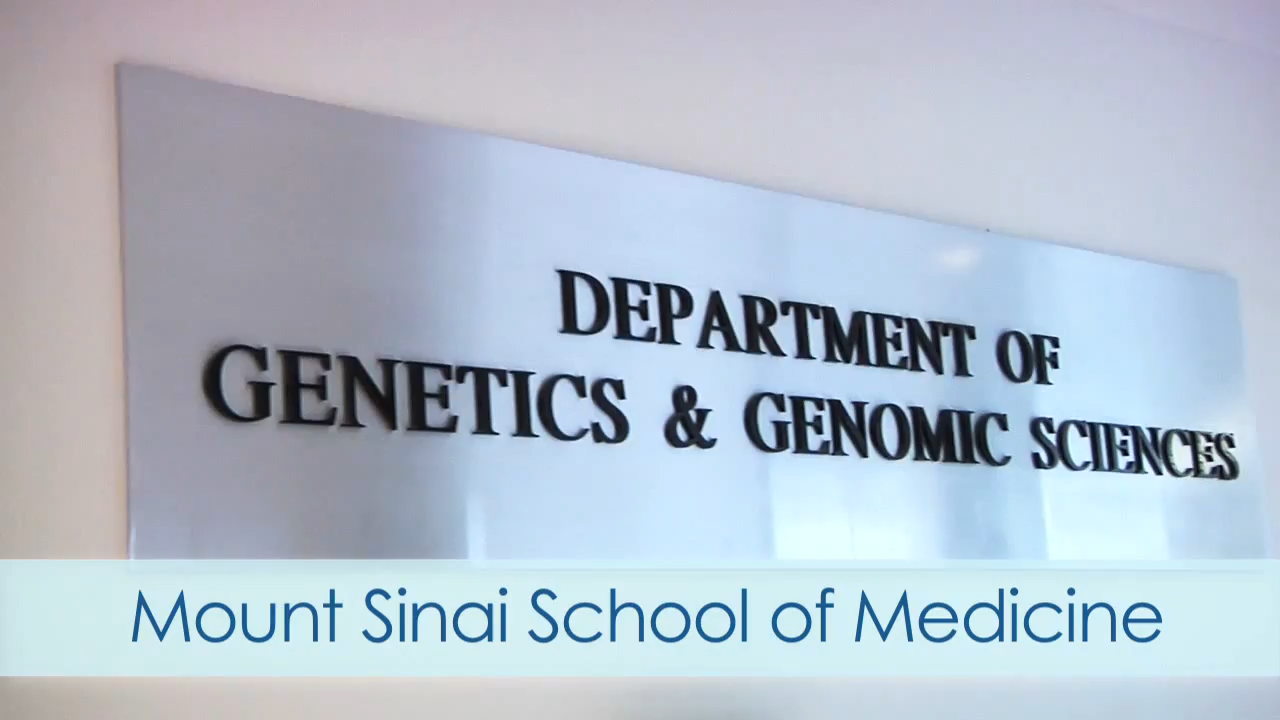 DEPARTMENT OF
GENETICS & GENOMIC SCIENCES
Mount Sinai School of Medicine